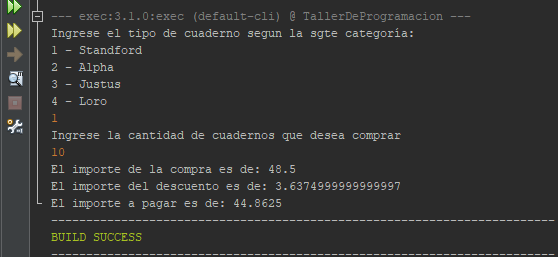 --- exec:3.1.0:exec (default-cli) @ TallerDeProgramacion ---
Ingrese el tipo de cuaderno segun la sgte categoría:
1 - Standford
2 - Alpha
3 - Justus
4 - Loro
1
Ingrese la cantidad de cuadernos que desea comprar
10
El importe de la compra es de: 48.5
El importe del descuento es de: 3.6374999999999997
El importe a pagar es de: 44.8625
------------------------------------------------------------------------
BUILD SUCCESS
------------------------------------------------------------------------